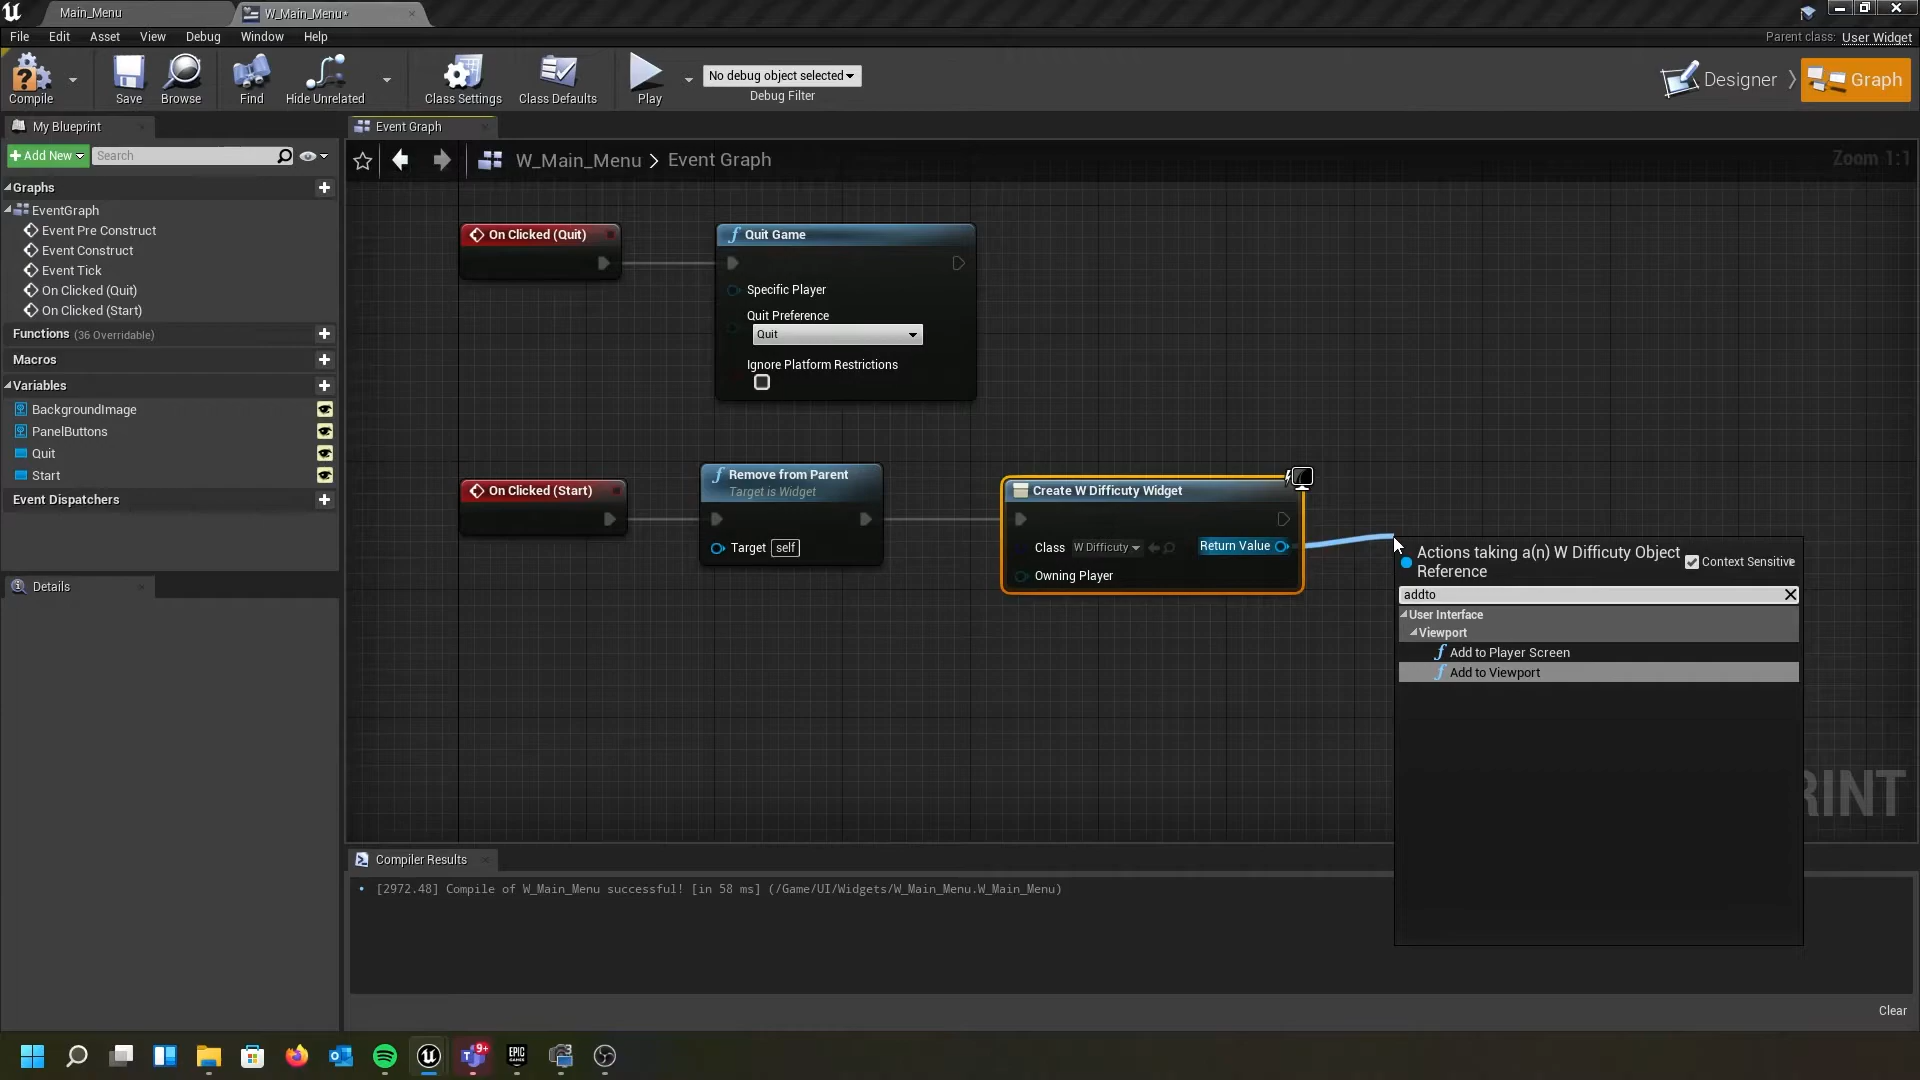 Main_Menu
W_Main_Menu*
File Edit Asset View Debug Window Help
Parent class: User Widget
Compile
Save
Browse
Find
Hide Unrelated
Class Settings
Class Defaults
Play
No debug object selected
Debug Filter
Designer
Graph
My Blueprint
Add New
Search
Graphs
EventGraph
Event Pre Construct
Event Construct
Event Tick
On Clicked (Quit)
On Clicked (Start)
Functions (36 Overridable)
Macros
Variables
BackgroundImage
PanelButtons
Quit
Start
Event Dispatchers
Details
Event Graph
W_Main_Menu > Event Graph
Zoom 1:1
On Clicked (Quit)
Quit Game
Specific Player
Quit Preference
Quit
Ignore Platform Restrictions
On Clicked (Start)
Remove from Parent
Target is Widget
Target self
Create W Difficuty Widget
Class W Difficuty
Return Value
Owning Player
Actions taking a(n) W Difficuty Object
Reference
Context Sensitive
addto
User Interface
Viewport
Add to Player Screen
Add to Viewport
RINT
Compiler Results
• [2972.48] Compile of W_Main_Menu successful! [in 58 ms] (/Game/UI/Widgets/W_Main_Menu.W_Main_Menu)
Clear
9+
EPIC
GAMES